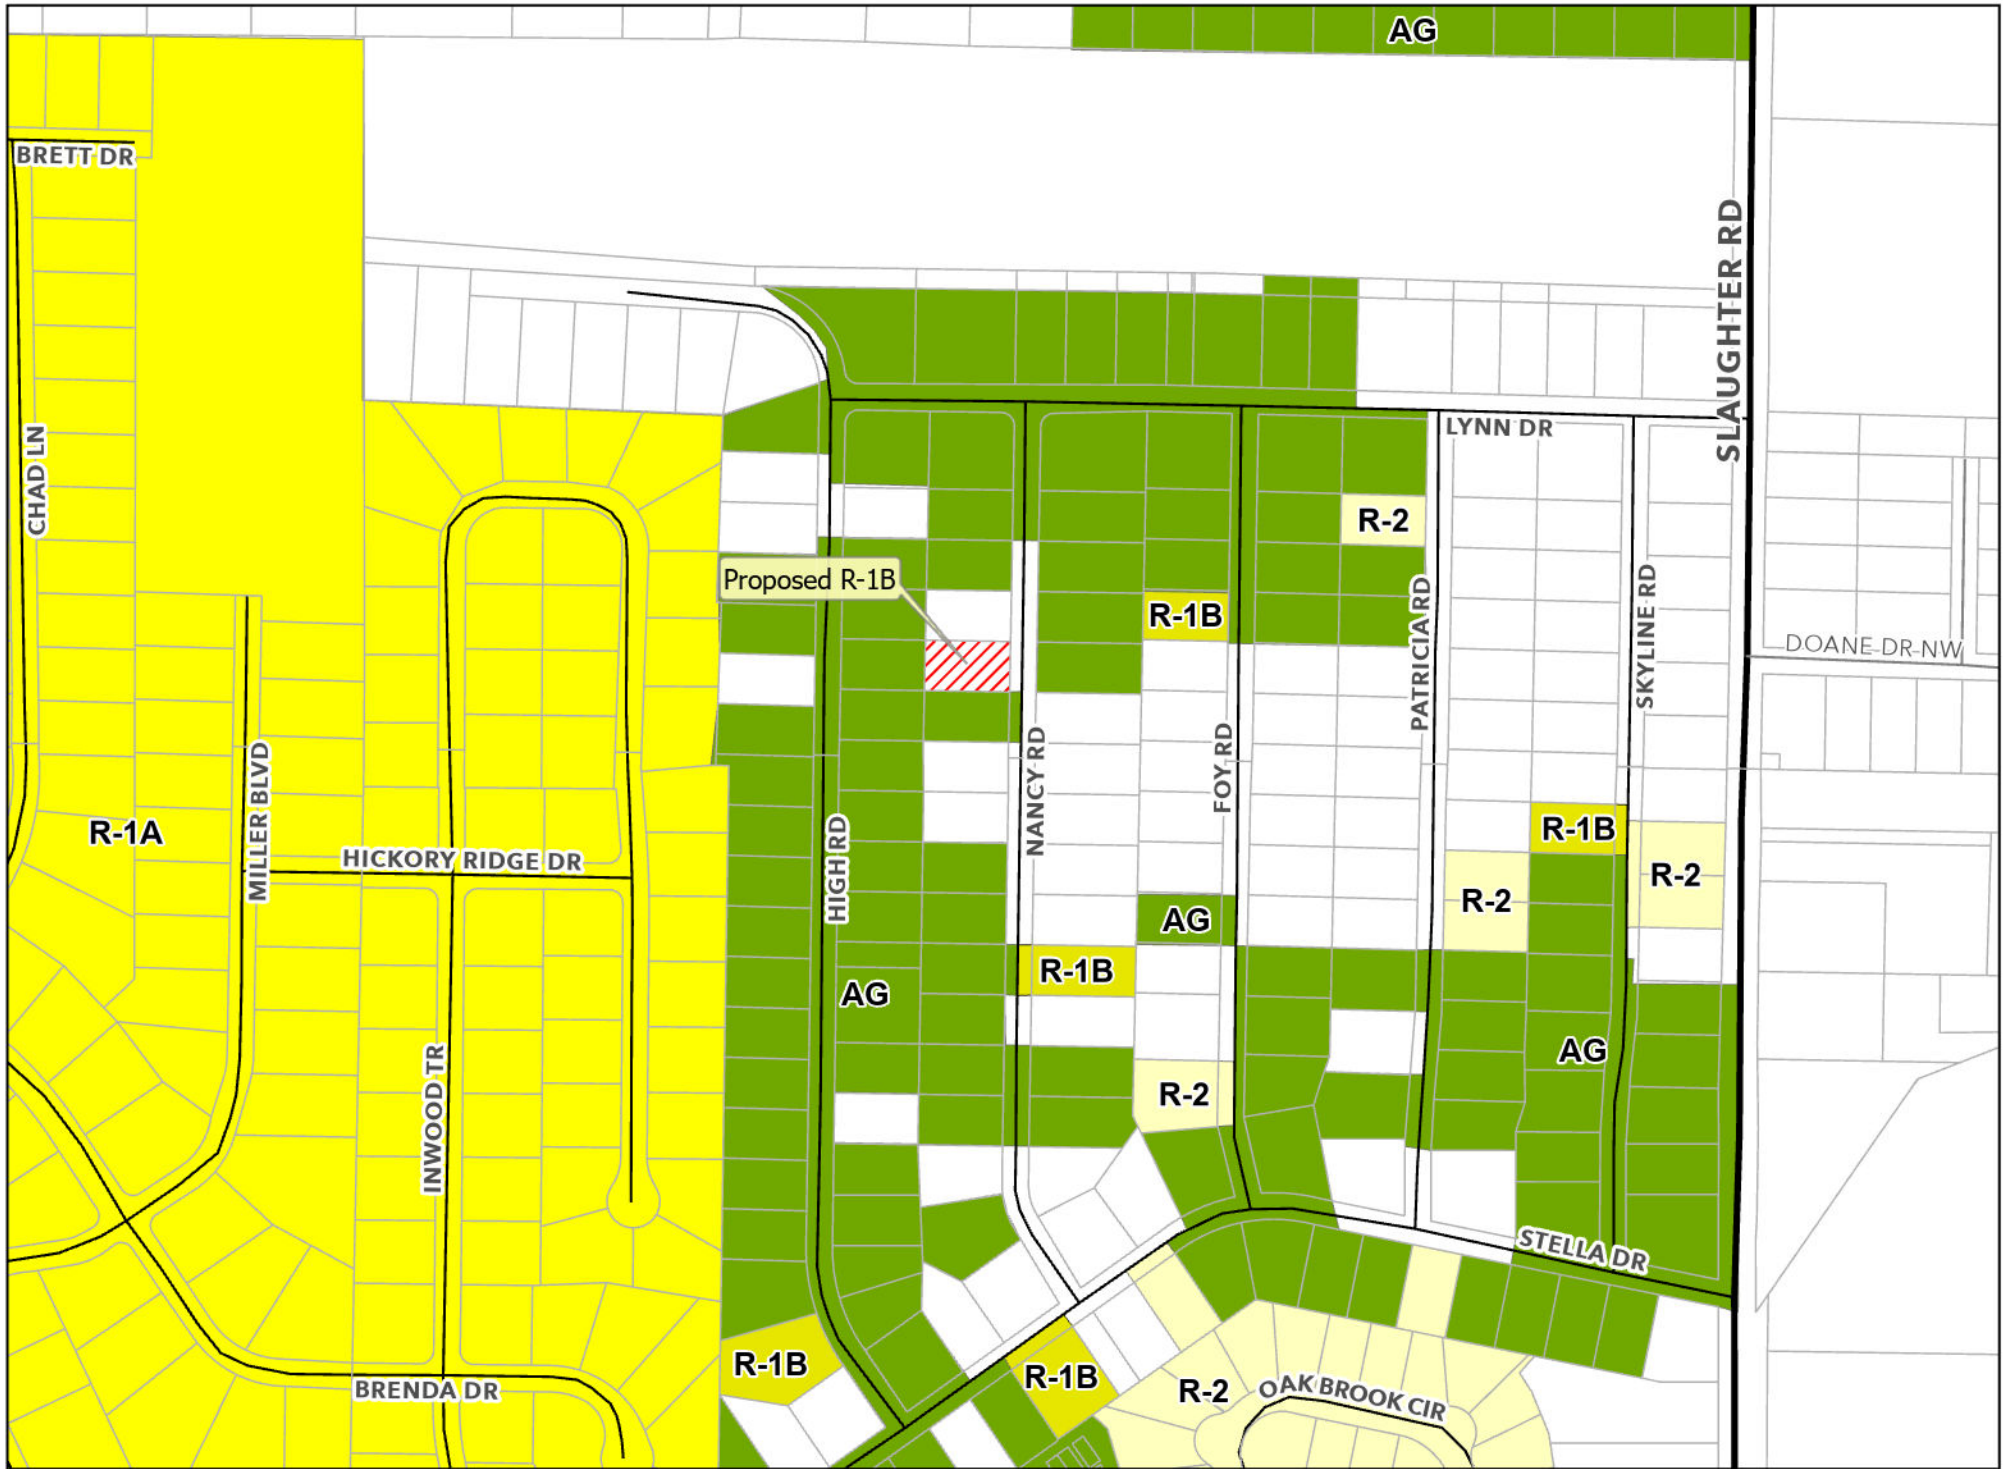 AG
BRETT DR
SLAUGHTER RD
LYNN DR
CHAD LN
R-2
Proposed R-1B
R-1B
PATRICIA RD
SKYLINE RD
DOANE DR NW
NANCY RD
FOY RD
R-1A
MILLER BLVD
HICKORY RIDGE DR
HIGH RD
R-1B
R-2
R-2
AG
R-1B
AG
AG
INWOOD TR
R-2
STELLA DR
R-1B
R-1B
R-2
OAK BROOK CIR
BRENDA DR